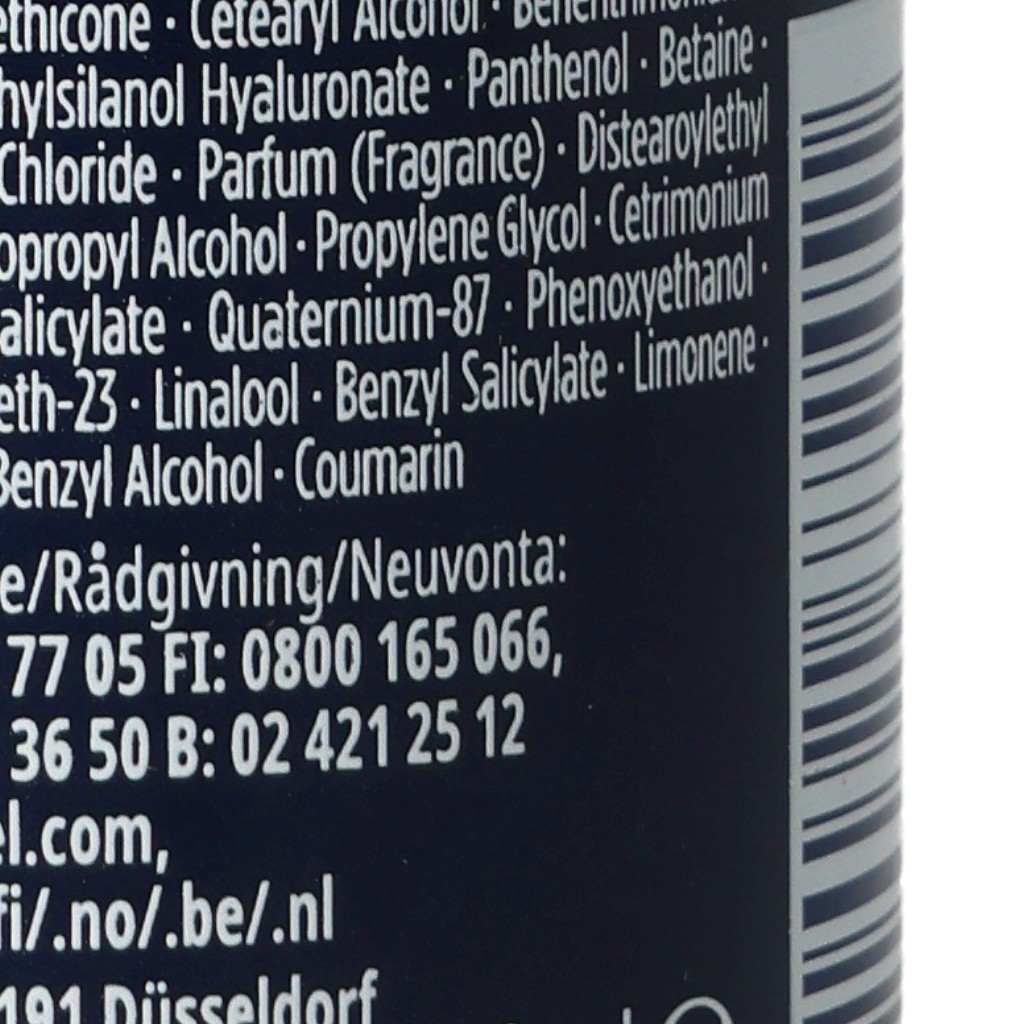 ethicone · Cetearyl Alcohol ·
hylsilanol Hyaluronate · Panthenol · Betaine ·
Chloride · Parfum (Fragrance) · Distearoylethyl
opropyl Alcohol · Propylene Glycol · Cetrimonium
alicylate · Quaternium-87 · Phenoxyethanol ·
eth-23 · Linalool · Benzyl Salicylate · Limonene ·
Benzyl Alcohol · Coumarin
e/Rådgivning/Neuvonta:
77 05 FI: 0800 165 066,
36 50 B: 02 421 25 12
el.com,
fi/.no/.be/.nl
191 Düsseldorf